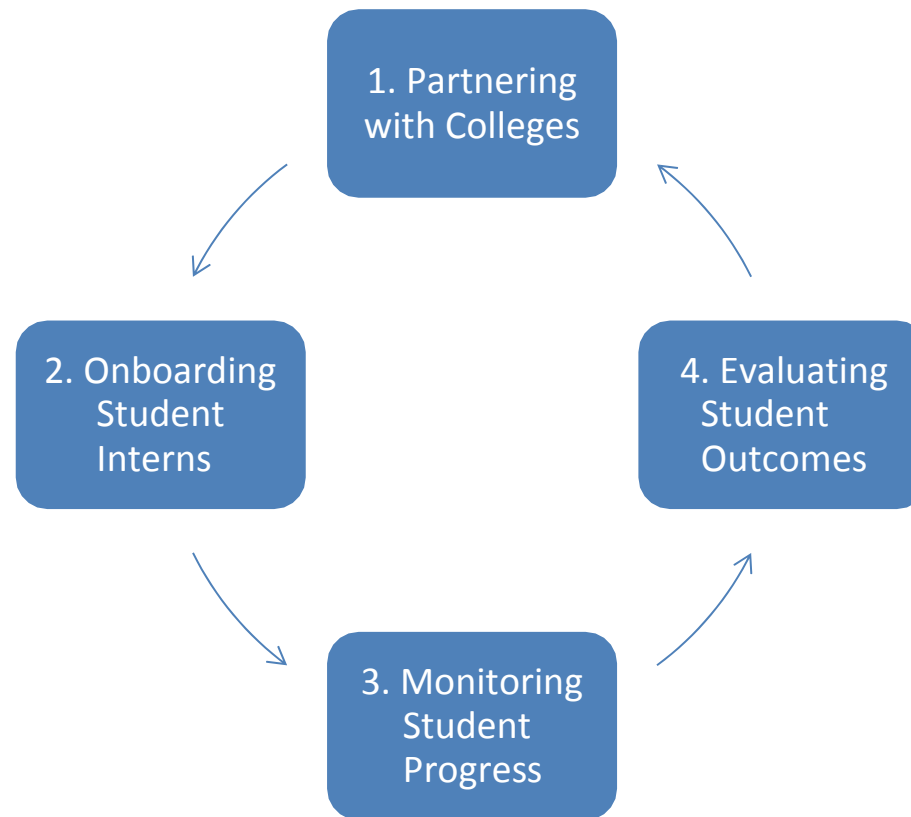 1. Partnering
with Colleges
2. Onboarding
Student
Interns
3. Monitoring
Student
Progress
4. Evaluating
Student
Outcomes